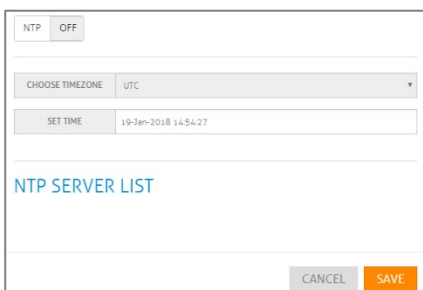 NTP OFF
CHOOSE TIMEZONE UTC
SET TIME 19-Jan-2018 14:54:27
NTP SERVER LIST
CANCEL SAVE